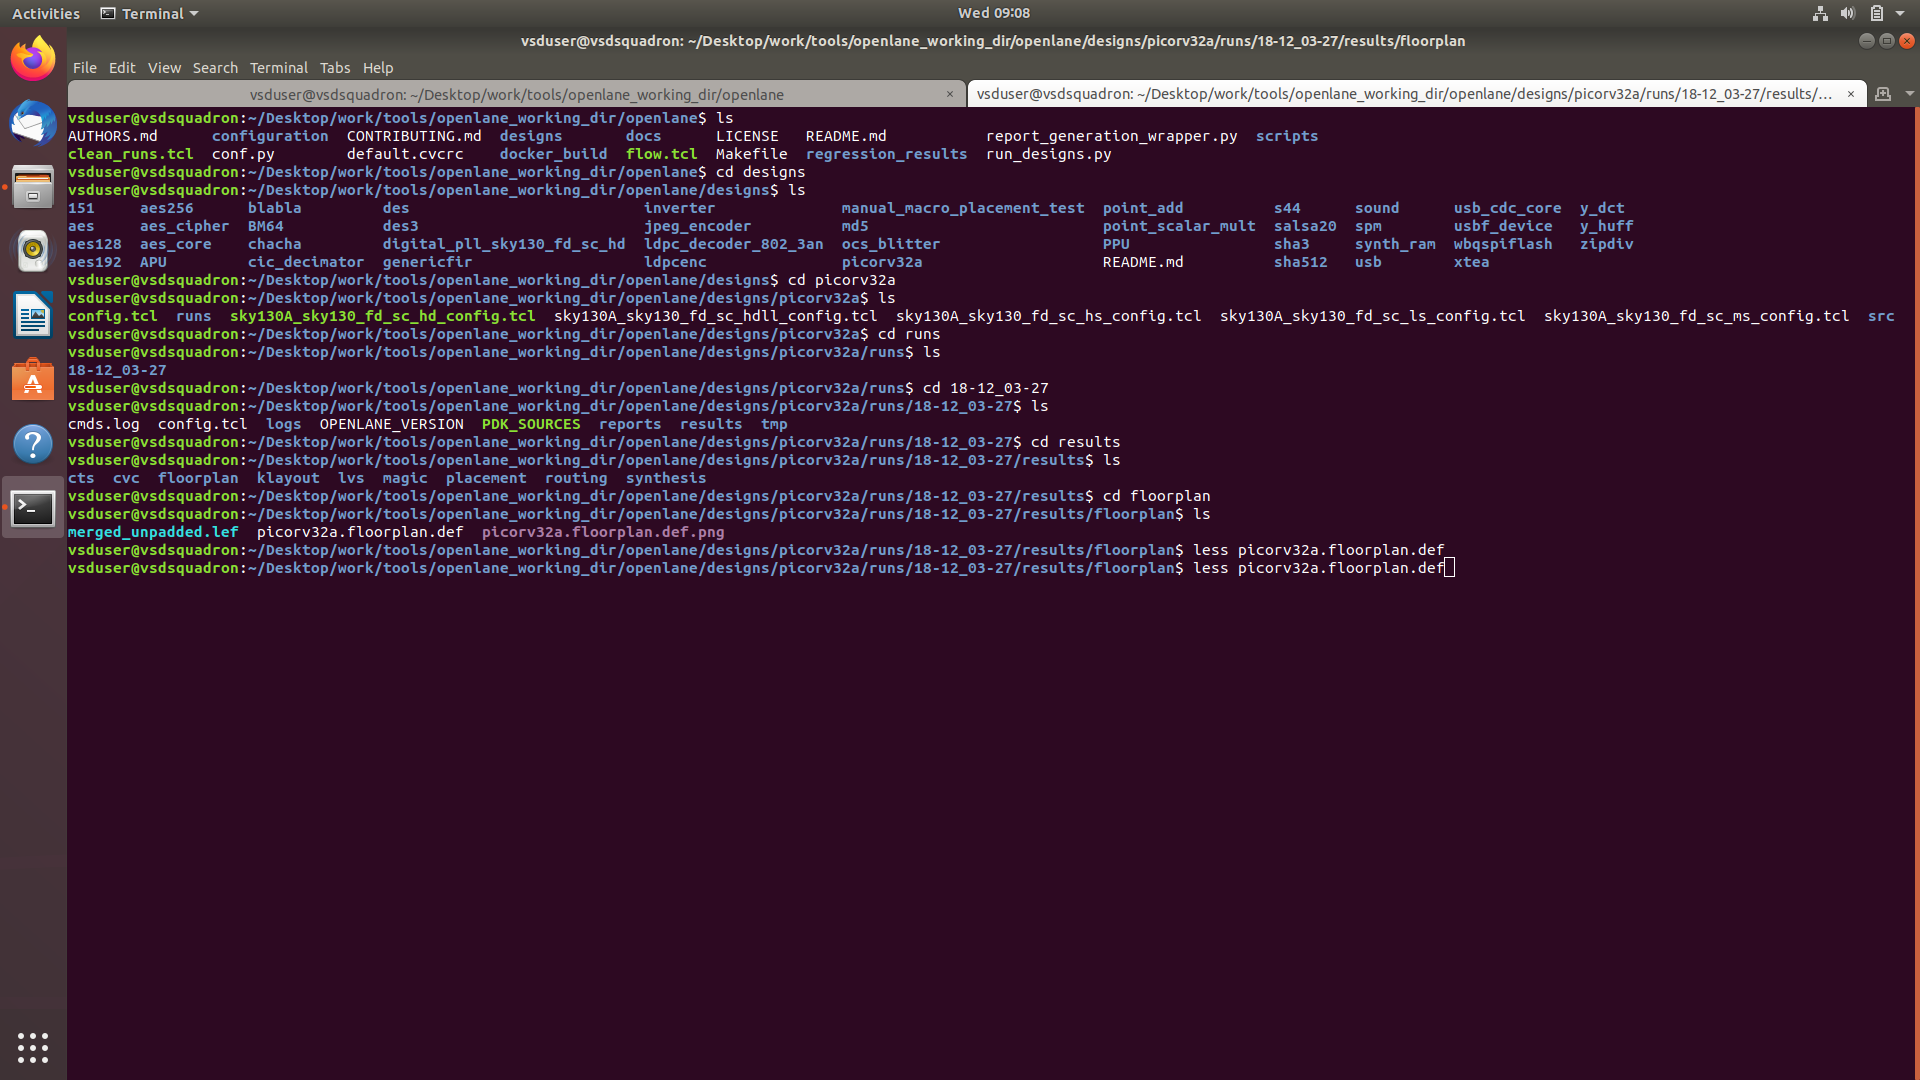 Activities Terminal Wed 09:08
vsduser@vsdsquadron: ~/Desktop/work/tools/openlane_working_dir/openlane/designs/picorv32a/runs/18-12_03-27/results/floorplan
File Edit View Search Terminal Tabs Help
vsduser@vsdsquadron: ~/Desktop/work/tools/openlane_working_dir/openlane × vsduser@vsdsquadron: ~/Desktop/work/tools/openlane_working_dir/openlane/designs/picorv32a/runs/18-12_03-27/results/... ×
vsduser@vsdsquadron:~/Desktop/work/tools/openlane_working_dir/openlane$ ls
AUTHORS.md configuration CONTRIBUTING.md designs docs LICENSE README.md report_generation_wrapper.py scripts
clean_runs.tcl conf.py default.cvcrc docker_build flow.tcl Makefile regression_results run_designs.py
vsduser@vsdsquadron:~/Desktop/work/tools/openlane_working_dir/openlane$ cd designs
vsduser@vsdsquadron:~/Desktop/work/tools/openlane_working_dir/openlane/designs$ ls
151 aes256 blabla des inverter manual_macro_placement_test point_add s44 sound usb_cdc_core y_dct
aes aes_cipher BM64 des3 jpeg_encoder md5 point_scalar_mult salsa20 spm usbf_device y_huff
aes128 aes_core chacha digital_pll_sky130_fd_sc_hd ldpc_decoder_802_3an ocs_blitter PPU sha3 synth_ram wbqspiflash zipdiv
aes192 APU cic_decimator genericfir ldpcenc picorv32a README.md sha512 usb xtea
vsduser@vsdsquadron:~/Desktop/work/tools/openlane_working_dir/openlane/designs$ cd picorv32a
vsduser@vsdsquadron:~/Desktop/work/tools/openlane_working_dir/openlane/designs/picorv32a$ ls
config.tcl runs sky130A_sky130_fd_sc_hd_config.tcl sky130A_sky130_fd_sc_hdll_config.tcl sky130A_sky130_fd_sc_hs_config.tcl sky130A_sky130_fd_sc_ls_config.tcl sky130A_sky130_fd_sc_ms_config.tcl src
vsduser@vsdsquadron:~/Desktop/work/tools/openlane_working_dir/openlane/designs/picorv32a$ cd runs
vsduser@vsdsquadron:~/Desktop/work/tools/openlane_working_dir/openlane/designs/picorv32a/runs$ ls
18-12_03-27
vsduser@vsdsquadron:~/Desktop/work/tools/openlane_working_dir/openlane/designs/picorv32a/runs$ cd 18-12_03-27
vsduser@vsdsquadron:~/Desktop/work/tools/openlane_working_dir/openlane/designs/picorv32a/runs/18-12_03-27$ ls
cmds.log config.tcl logs OPENLANE_VERSION PDK_SOURCES reports results tmp
vsduser@vsdsquadron:~/Desktop/work/tools/openlane_working_dir/openlane/designs/picorv32a/runs/18-12_03-27$ cd results
vsduser@vsdsquadron:~/Desktop/work/tools/openlane_working_dir/openlane/designs/picorv32a/runs/18-12_03-27/results$ ls
cts cvc floorplan klayout lvs magic placement routing synthesis
vsduser@vsdsquadron:~/Desktop/work/tools/openlane_working_dir/openlane/designs/picorv32a/runs/18-12_03-27/results$ cd floorplan
vsduser@vsdsquadron:~/Desktop/work/tools/openlane_working_dir/openlane/designs/picorv32a/runs/18-12_03-27/results/floorplan$ ls
merged_unpadded.lef picorv32a.floorplan.def picorv32a.floorplan.def.png
vsduser@vsdsquadron:~/Desktop/work/tools/openlane_working_dir/openlane/designs/picorv32a/runs/18-12_03-27/results/floorplan$ less picorv32a.floorplan.def
vsduser@vsdsquadron:~/Desktop/work/tools/openlane_working_dir/openlane/designs/picorv32a/runs/18-12_03-27/results/floorplan$ less picorv32a.floorplan.def